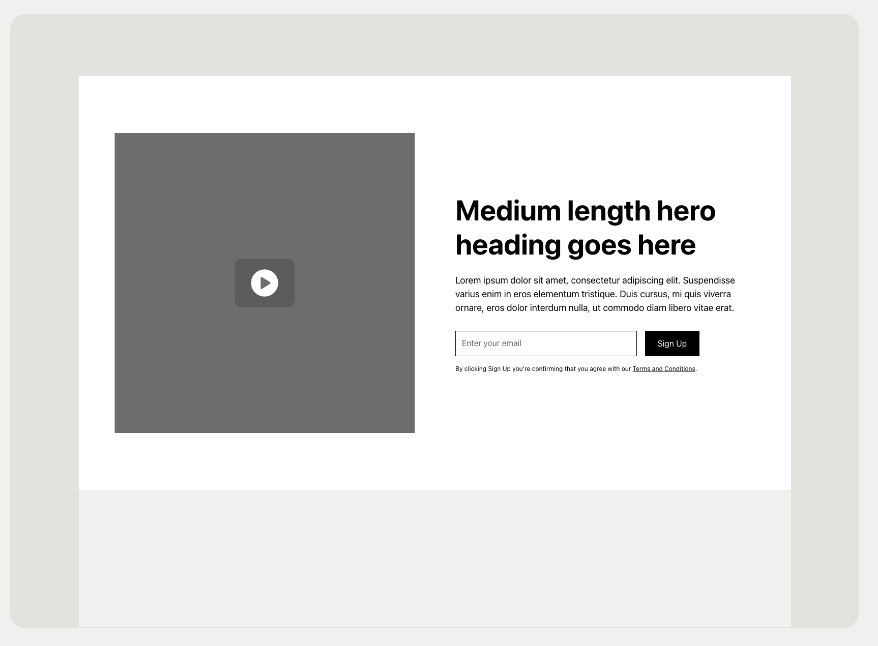 Medium length hero
heading goes here
Lorem ipsum dolor sit amet, consectetur adipiscing elit. Suspendisse
varius enim in eros elementum tristique. Duis cursus, mi quis viverra
ornare, eros dolor interdum nulla, ut commodo diam libero vitae erat.
Enter your email
Sign Up
By clicking Sign Up you're confirming that you agree with our Terms and Conditions.